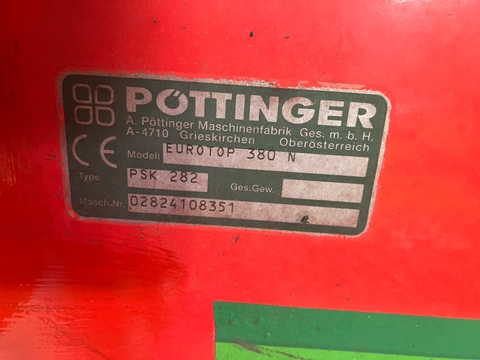 PÖTTINGER
A. Pöttinger Maschinenfabrik Ges. m. b. H.
A-4710 Grieskirchen Oberösterreich
CE
Modell EUROTOP 380 N
Type PSK 282 Ges.Gew.
Masch.Nr. 02824108351